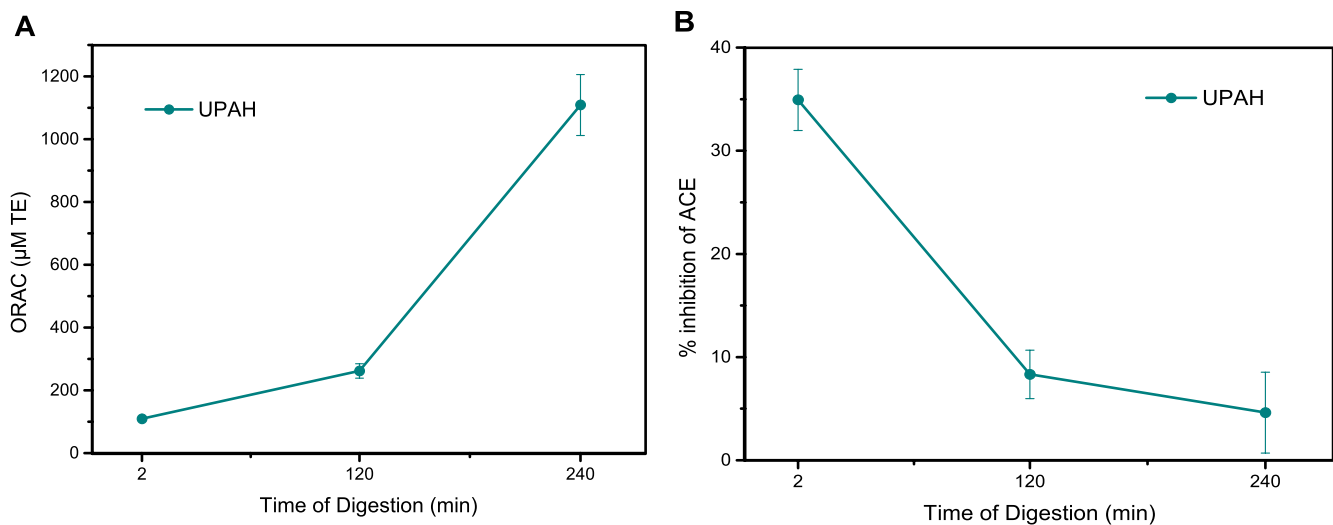 A
ORAC (µM TE)
1200
1000
800
600
400
200
0
UPAH
2
120
240
Time of Digestion (min)
B
% inhibition of ACE
40
30
20
10
0
UPAH
2
120
240
Time of Digestion (min)